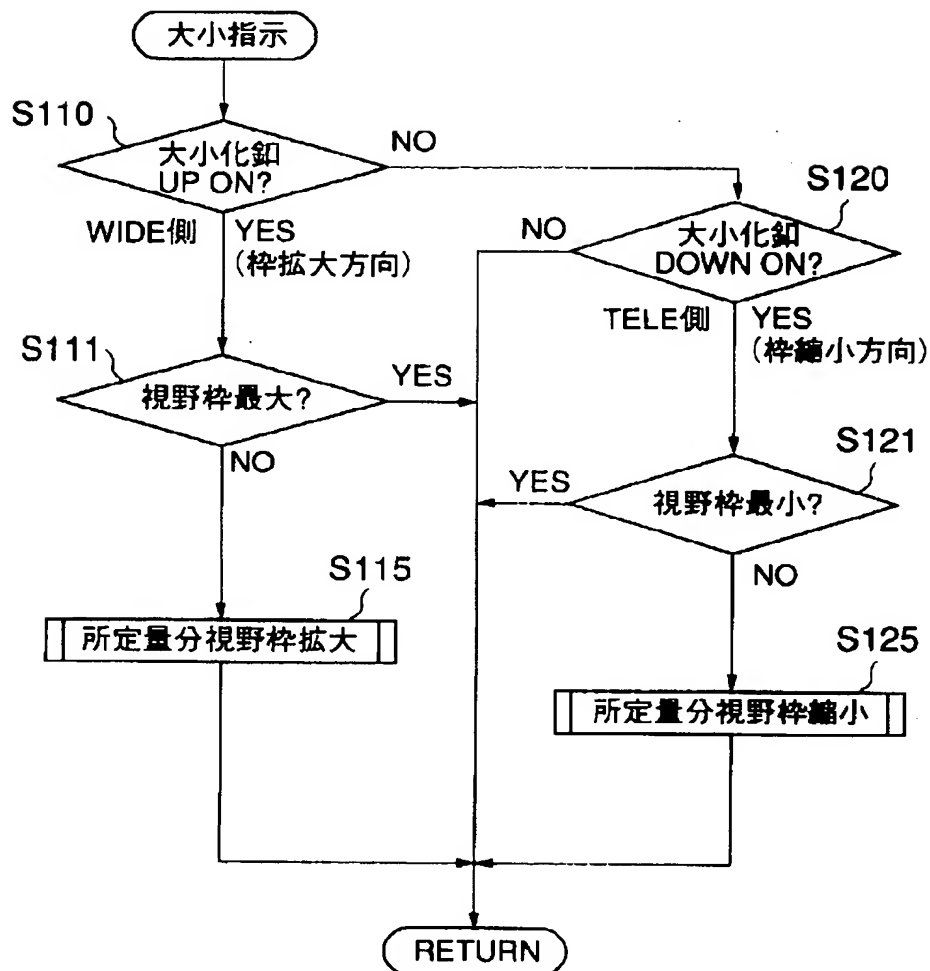 大小指示
S110
大小化釦
UP ON?
NO
WIDE側
YES
(枠拡大方向)
S120
大小化釦
DOWN ON?
NO
TELE側
YES
(枠縮小方向)
S111
視野枠最大?
YES
NO
S121
視野枠最小?
YES
NO
S115
所定量分視野枠拡大
S125
所定量分視野枠縮小
RETURN